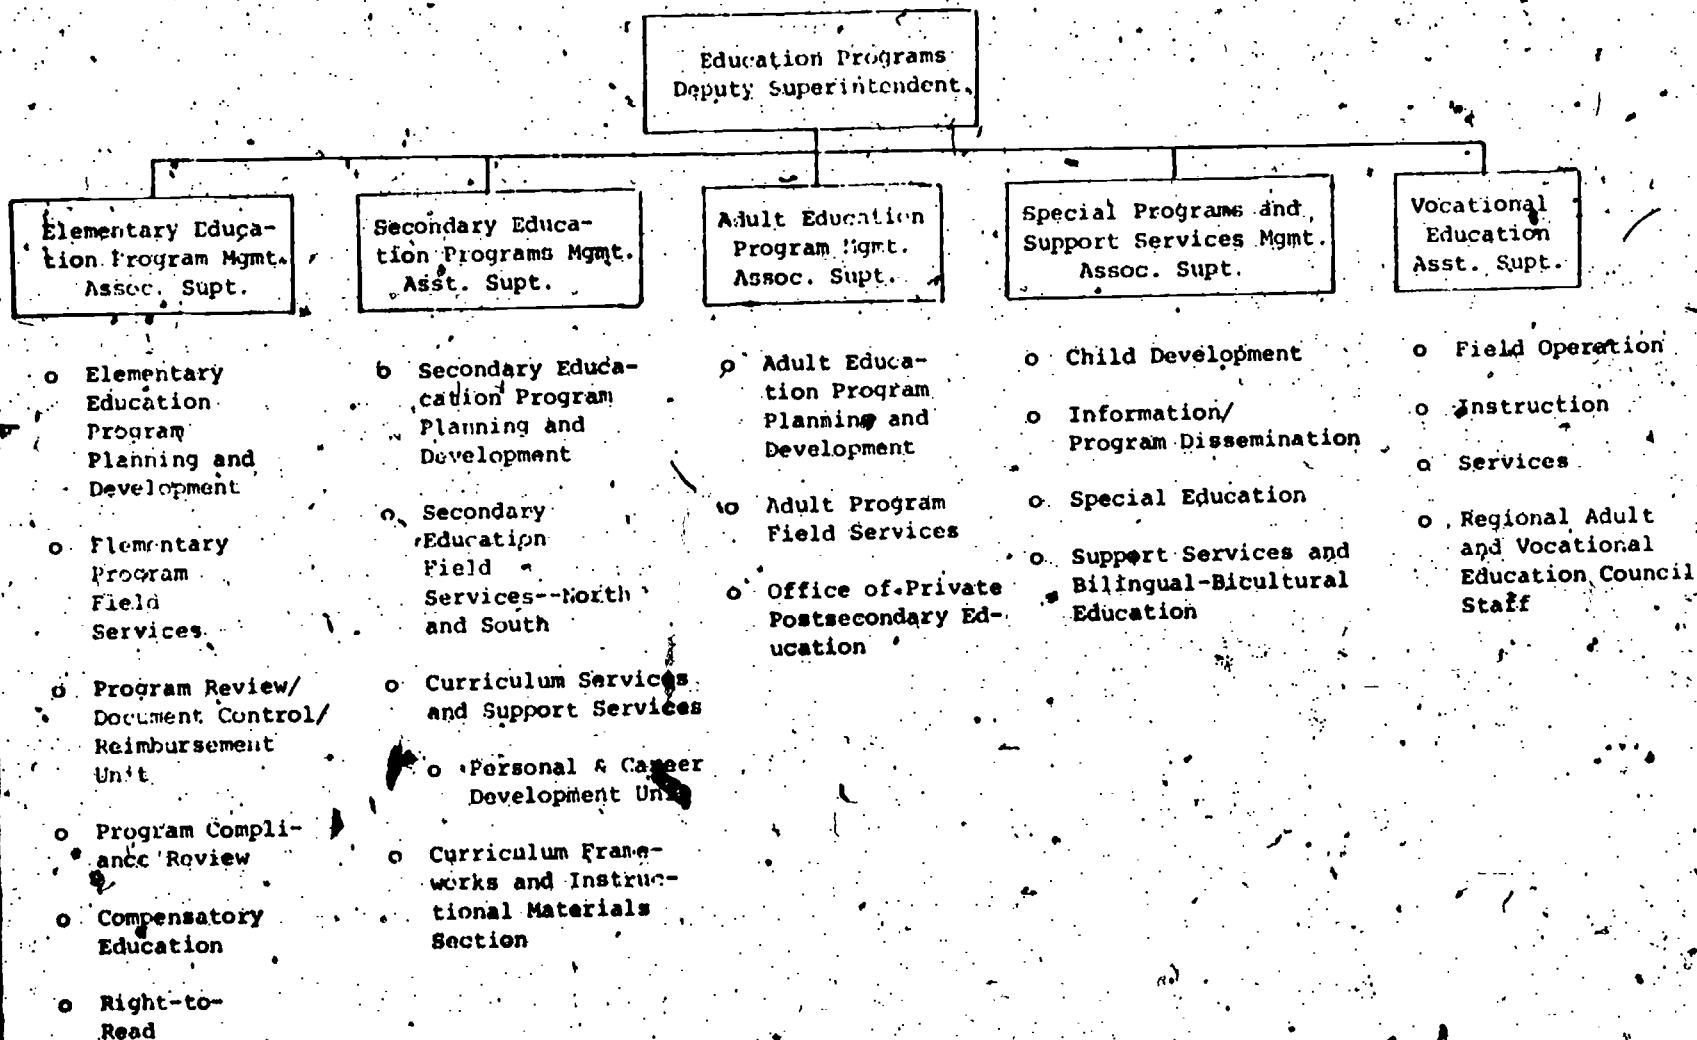 Education Programs
Deputy Superintendent
Elementary Educa-
tion Program Mgmt.
Assoc. Supt.
Secondary Educa-
tion Programs Mgmt.
Asst. Supt.
Adult Education
Program Mgmt.
Assoc. Supt.
Special Programs and
Support Services Mgmt.
Assoc. Supt.
Vocational
Education
Asst. Supt.
o Elementary
Education
Program
Planning and
Development
o Elementary
Program
Field
Services
o Program Review/
Document Control/
Reimbursement
Unit
o Program Compli-
ance Review
o Compensatory
Education
o Right-to-
Read
o Secondary Educa-
cation Program
Planning and
Development
o Secondary
Education
Field
Services--North
and South
o Curriculum Services
and Support Services
o Personal & Career
Development Unit
o Curriculum Frame-
works and Instruc-
tional Materials
Section
o Adult Educa-
tion Program
Planning and
Development
o Adult Program
Field Services
o Office of Private
Postsecondary Ed-
ucation
o Child Development
o Information/
Program Dissemination
o Special Education
o Support Services and
Bilingual-Bicultural
Education
o Field Operation
o Instruction
o Services
o Regional Adult
and Vocational
Education Council
Staff